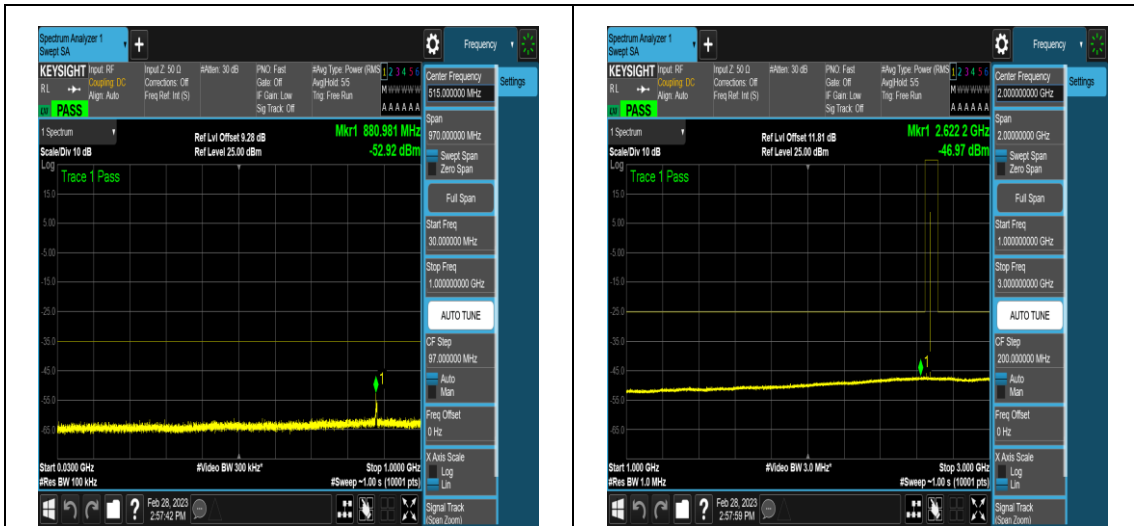 Spectrum Analyzer 1
Swept SA
+
Frequency
KEYSIGHT
Input: RF
Coupling: DC
Align: Auto
Input Z: 50 Ω
Corrections: Off
Freq Ref: Int (S)
#Atten: 30 dB
PNO: Fast
Gate: Off
IF Gain: Low
Sig Track: Off
#Avg Type: Power (RMS
Avg|Hold: 5/5
Trig: Free Run
1 2 3 4 5 6
M W W W W W
A A A A A A
RL
PASS
Center Frequency
515.000000 MHz
Settings
1 Spectrum
Scale/Div 10 dB
Ref Lvl Offset 9.28 dB
Ref Level 25.00 dBm
Mkr1 880.981 MHz
-52.92 dBm
Span
970.000000 MHz
Swept Span
Zero Span
Log
Trace 1 Pass
15.0
5.00
-5.00
-15.0
-25.0
-35.0
-45.0
-55.0
-65.0
1
Full Span
Start Freq
30.000000 MHz
Stop Freq
1.000000000 GHz
AUTO TUNE
CF Step
97.000000 MHz
Auto
Man
Freq Offset
0 Hz
X Axis Scale
Log
Lin
Signal Track
(Span Zoom)
Start 0.0300 GHz
#Res BW 100 kHz
#Video BW 300 kHz*
Stop 1.0000 GHz
#Sweep ~1.00 s (10001 pts)
?
Feb 28, 2023
2:57:42 PM
Spectrum Analyzer 1
Swept SA
+
Frequency
KEYSIGHT
Input: RF
Coupling: DC
Align: Auto
Input Z: 50 Ω
Corrections: Off
Freq Ref: Int (S)
#Atten: 30 dB
PNO: Fast
Gate: Off
IF Gain: Low
Sig Track: Off
#Avg Type: Power (RMS
Avg|Hold: 5/5
Trig: Free Run
1 2 3 4 5 6
M W W W W W
A A A A A A
RL
PASS
Center Frequency
2.000000000 GHz
Settings
1 Spectrum
Scale/Div 10 dB
Ref Lvl Offset 11.81 dB
Ref Level 25.00 dBm
Mkr1 2.622 2 GHz
-46.97 dBm
Span
2.00000000 GHz
Swept Span
Zero Span
Log
Trace 1 Pass
15.0
5.00
-5.00
-15.0
-25.0
-35.0
-45.0
-55.0
-65.0
1
Full Span
Start Freq
1.000000000 GHz
Stop Freq
3.000000000 GHz
AUTO TUNE
CF Step
200.000000 MHz
Auto
Man
Freq Offset
0 Hz
X Axis Scale
Log
Lin
Signal Track
(Span Zoom)
Start 1.000 GHz
#Res BW 1.0 MHz
#Video BW 3.0 MHz*
Stop 3.000 GHz
#Sweep ~1.00 s (10001 pts)
?
Feb 28, 2023
2:57:59 PM